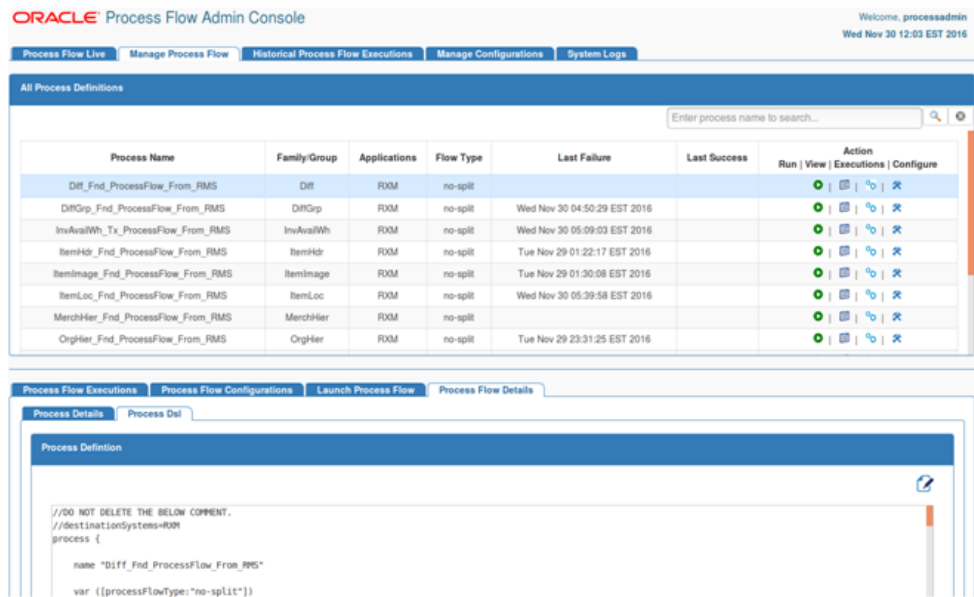 ORACLE Process Flow Admin Console
Welcome, processadmin
Wed Nov 30 12:03 EST 2016
Process Flow Live Manage Process Flow Historical Process Flow Executions Manage Configurations System Logs
All Process Definitions
Enter process name to search...
Process Name Family/Group Applications Flow Type Last Failure Last Success Action
Run | View | Executions | Configure
Diff_Fnd_ProcessFlow_From_RMS Diff RXM no-split
DiffGrp_Fnd_ProcessFlow_From_RMS DiffGrp RXM no-split Wed Nov 30 04:50:29 EST 2016
InvAvailWh_Tx_ProcessFlow_From_RMS InvAvailWh RXM no-split Wed Nov 30 05:09:03 EST 2016
ItemHdr_Fnd_ProcessFlow_From_RMS ItemHdr RXM no-split Tue Nov 29 01:22:17 EST 2016
ItemImage_Fnd_ProcessFlow_From_RMS ItemImage RXM no-split Tue Nov 29 01:30:08 EST 2016
ItemLoc_Fnd_ProcessFlow_From_RMS ItemLoc RXM no-split Wed Nov 30 05:39:58 EST 2016
MerchHier_Fnd_ProcessFlow_From_RMS MerchHier RXM no-split
OrgHier_Fnd_ProcessFlow_From_RMS OrgHier RXM no-split Tue Nov 29 23:31:25 EST 2016
Process Flow Executions Process Flow Configurations Launch Process Flow Process Flow Details
Process Details Process Dsl
Process Defintion
//DO NOT DELETE THE BELOW COMMENT.
//destinationSystems=RXM
process {
name "Diff_Fnd_ProcessFlow_From_RMS"
var ([processFlowType:"no-split"])